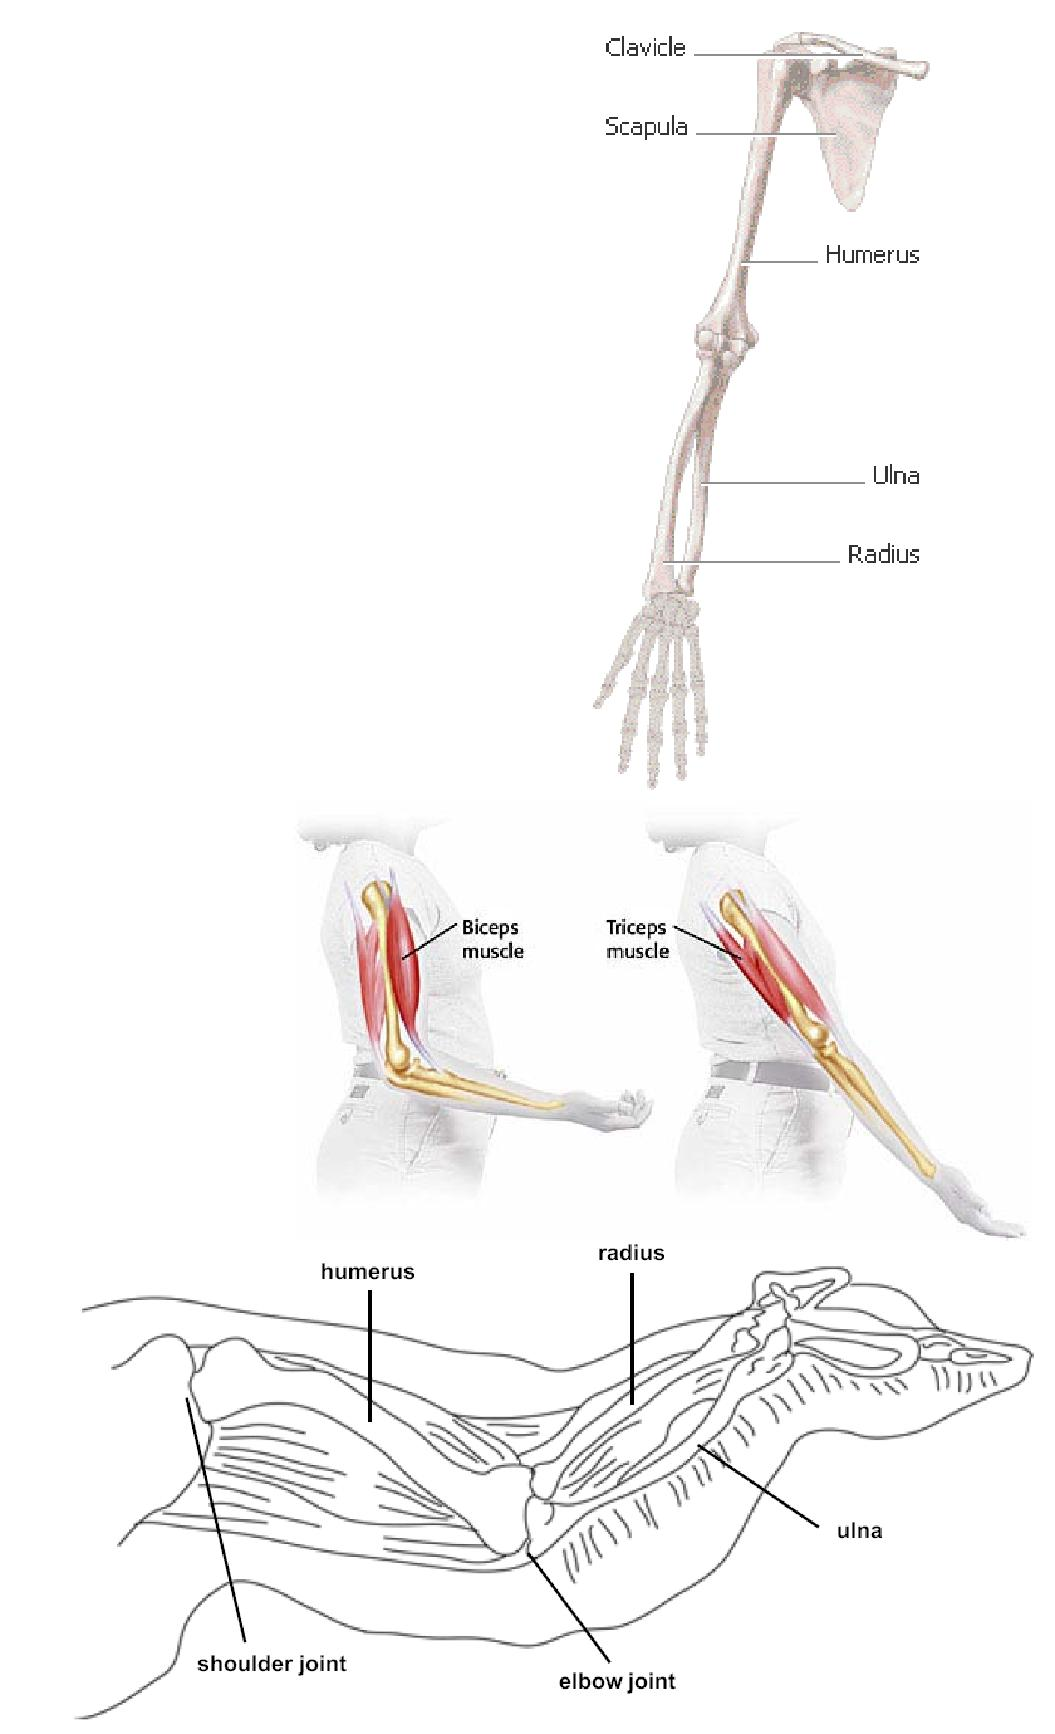 Clavicle
Scapula
Humerus
Ulna
Radius
Biceps
muscle
Triceps
muscle
radius
humerus
ulna
shoulder joint
elbow joint